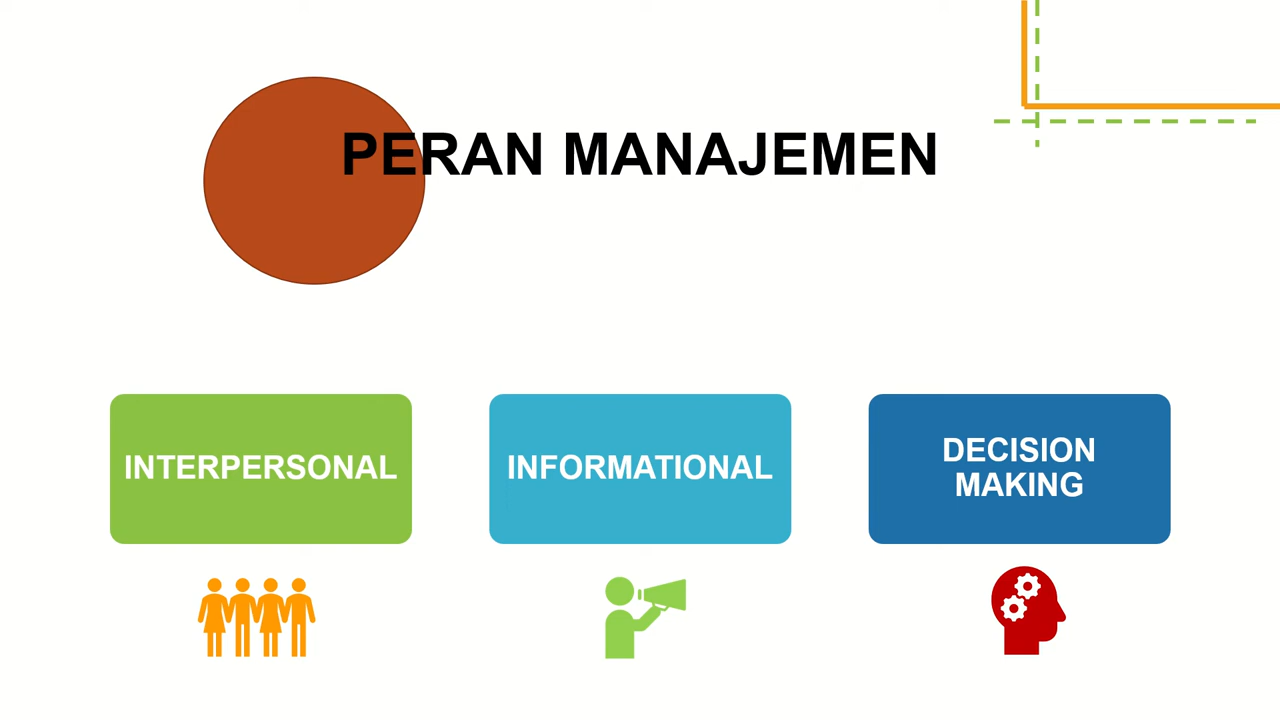 PERAN MANAJEMEN
INTERPERSONAL
INFORMATIONAL
DECISION
MAKING